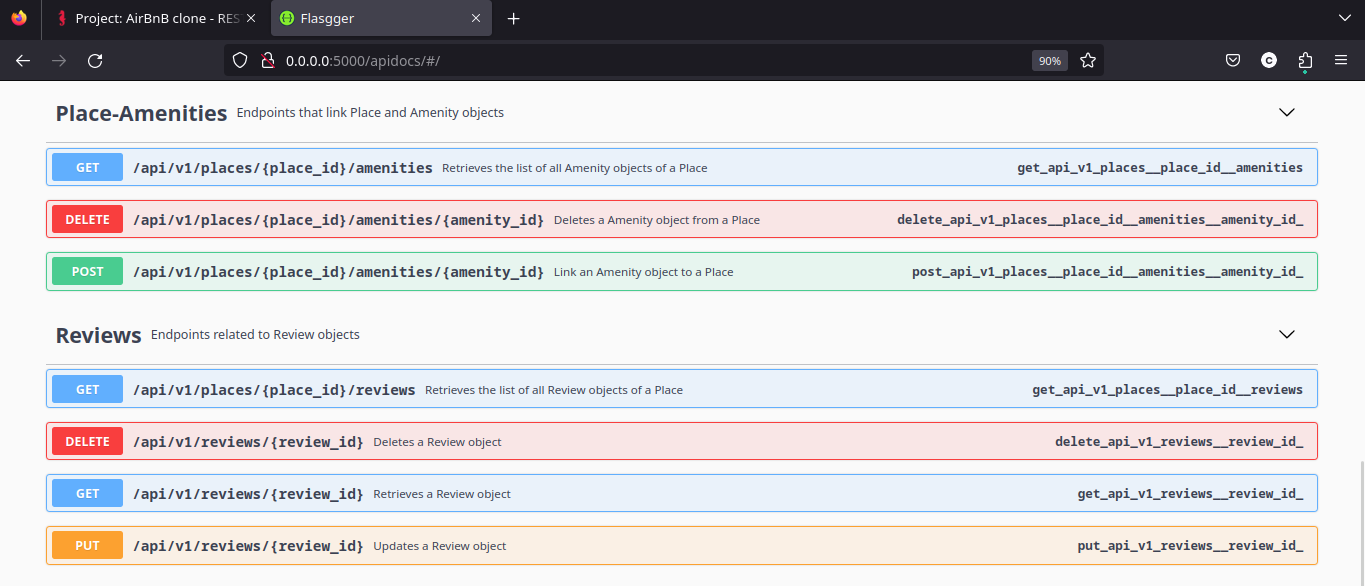 Project: AirBnB clone - RES
Flasgger
0.0.0.0:5000/apidocs/#/
90%
C
Place-Amenities Endpoints that link Place and Amenity objects
GET /api/v1/places/{place_id}/amenities Retrieves the list of all Amenity objects of a Place get_api_v1_places__place_id__amenities
DELETE /api/v1/places/{place_id}/amenities/{amenity_id} Deletes a Amenity object from a Place delete_api_v1_places__place_id__amenities__amenity_id_
POST /api/v1/places/{place_id}/amenities/{amenity_id} Link an Amenity object to a Place post_api_v1_places__place_id__amenities__amenity_id_
Reviews Endpoints related to Review objects
GET /api/v1/places/{place_id}/reviews Retrieves the list of all Review objects of a Place get_api_v1_places__place_id__reviews
DELETE /api/v1/reviews/{review_id} Deletes a Review object delete_api_v1_reviews__review_id_
GET /api/v1/reviews/{review_id} Retrieves a Review object get_api_v1_reviews__review_id_
PUT /api/v1/reviews/{review_id} Updates a Review object put_api_v1_reviews__review_id_